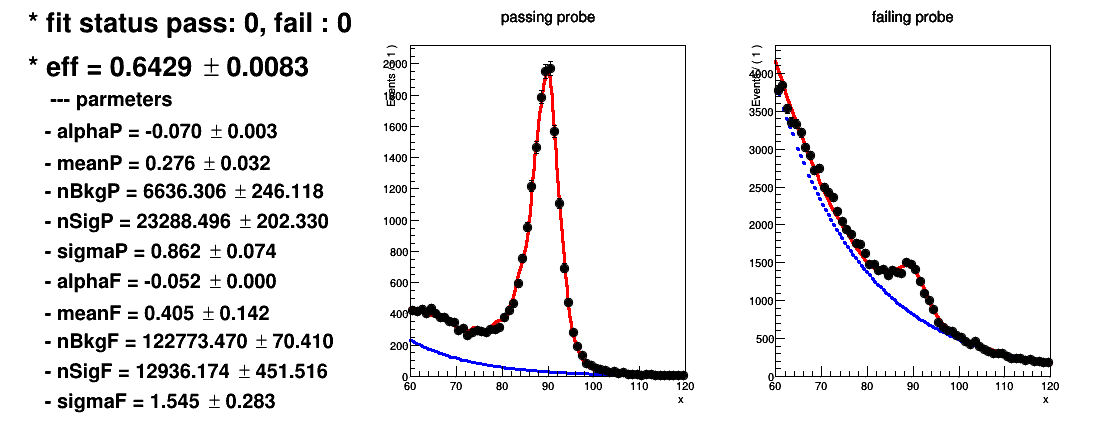 * fit status pass: 0, fail : 0
* eff = 0.6429 ± 0.0083
--- parmeters
- alphaP = -0.070 ± 0.003
- meanP = 0.276 ± 0.032
- nBkgP = 6636.306 ± 246.118
- nSigP = 23288.496 ± 202.330
- sigmaP = 0.862 ± 0.074
- alphaF = -0.052 ± 0.000
- meanF = 0.405 ± 0.142
- nBkgF = 122773.470 ± 70.410
- nSigF = 12936.174 ± 451.516
- sigmaF = 1.545 ± 0.283
passing probe
Events / ( 1 )
2000
1800
1600
1400
1200
1000
800
600
400
200
0
60 70 80 90 100 110 120
x
failing probe
Events / ( 1 )
4000
3500
3000
2500
2000
1500
1000
500
0
60 70 80 90 100 110 120
x